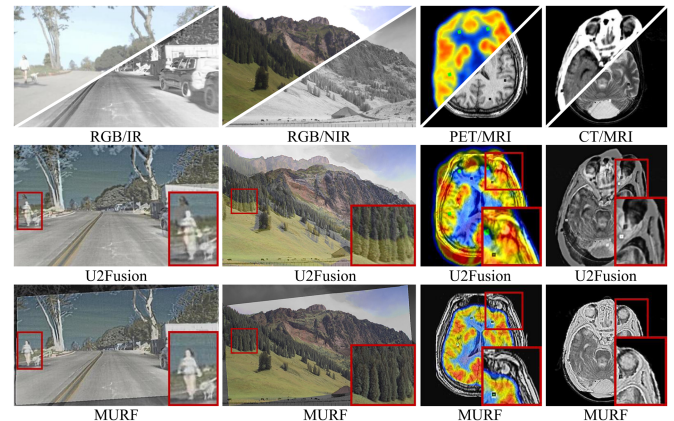 RGB/IR RGB/NIR PET/MRI CT/MRI
U2Fusion U2Fusion U2Fusion U2Fusion
MURF MURF MURF MURF